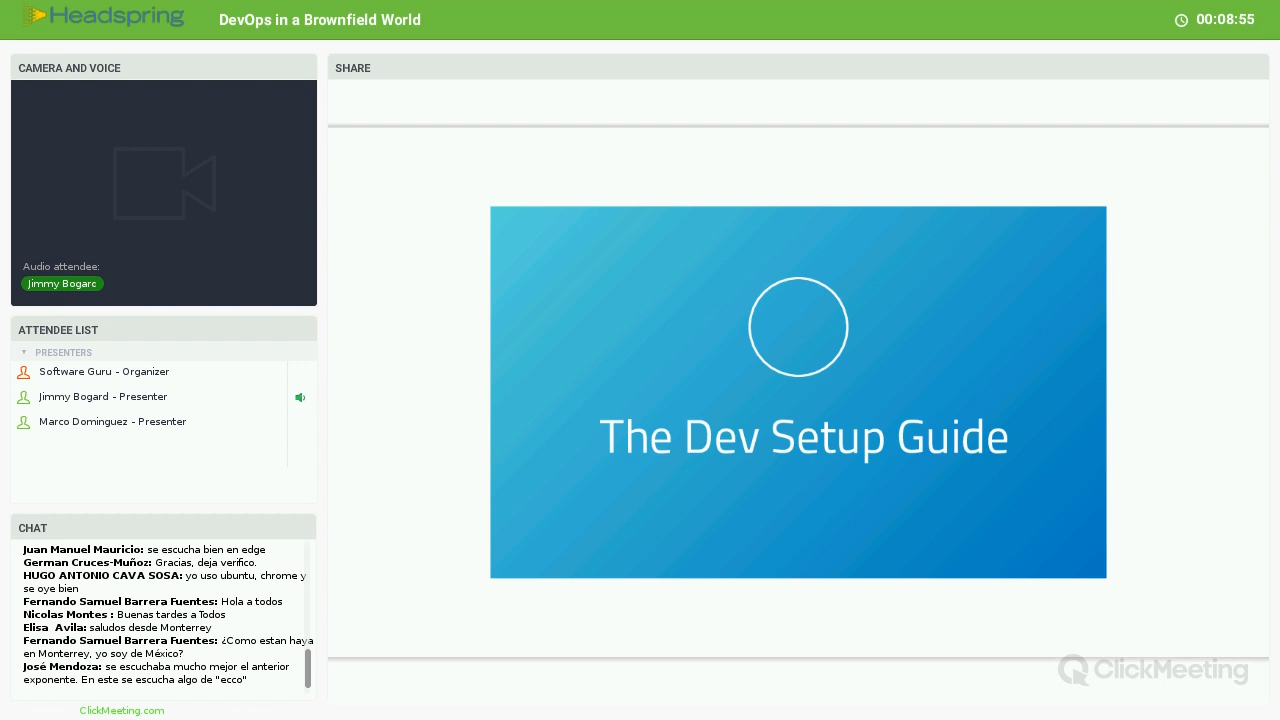 Headspring
DevOps in a Brownfield World
00:08:55
CAMERA AND VOICE
Audio attendee:
Jimmy Bogarc
ATTENDEE LIST
PRESENTERS
Software Guru - Organizer
Jimmy Bogard - Presenter
Marco Dominguez - Presenter
CHAT
Juan Manuel Mauricio: se escucha bien en edge
German Cruces-Muñoz: Gracias, deja verifico.
HUGO ANTONIO CAVA SOSA: yo uso ubuntu, chrome y
se oye bien
Fernando Samuel Barrera Fuentes: Hola a todos
Nicolas Montes : Buenas tardes a Todos
Elisa Avila: saludos desde Monterrey
Fernando Samuel Barrera Fuentes: ¿Como estan haya
en Monterrey, yo soy de México?
José Mendoza: se escuchaba mucho mejor el anterior
exponente. En este se escucha algo de "ecco"
ClickMeeting.com
SHARE
The Dev Setup Guide
ClickMeeting